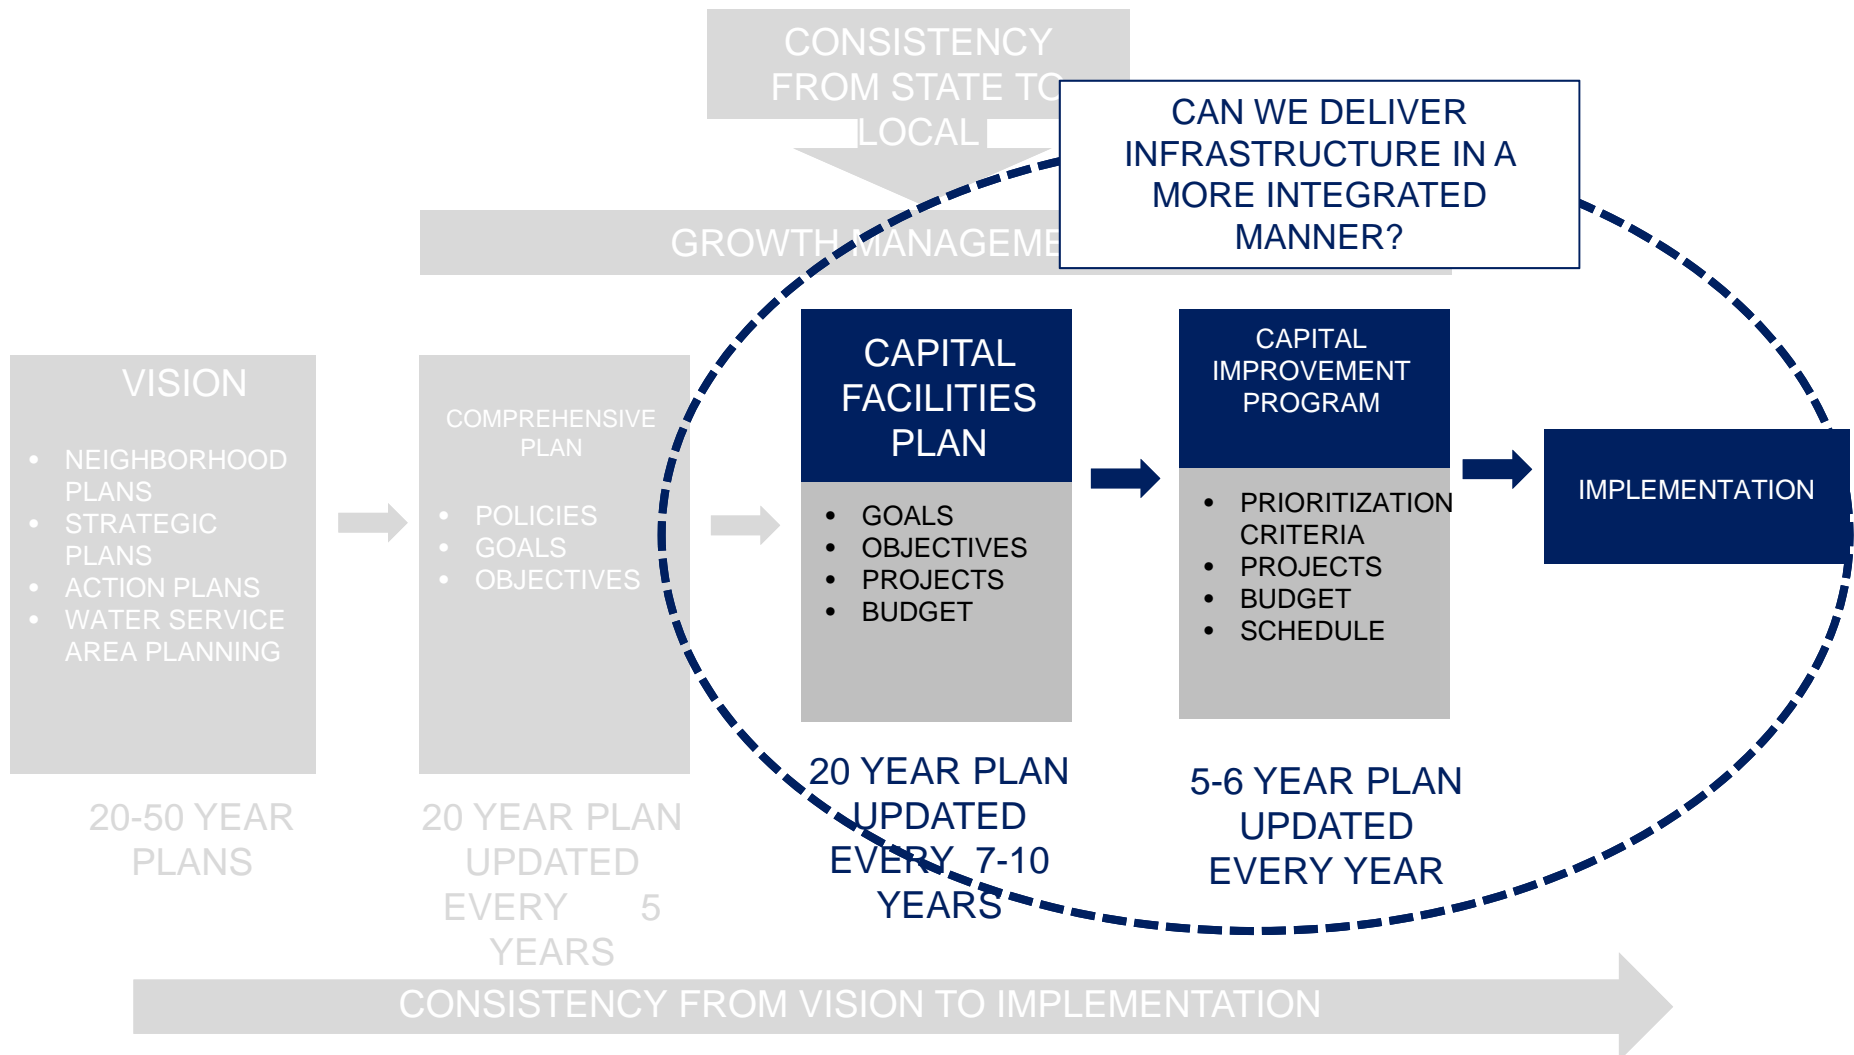 CONSISTENCY
FROM STATE TO
LOCAL
CAN WE DELIVER
INFRASTRUCTURE IN A
MORE INTEGRATED
MANNER?
GROWTH MANAGEME
VISION
• NEIGHBORHOOD
PLANS
• STRATEGIC
PLANS
• ACTION PLANS
• WATER SERVICE
AREA PLANNING
20-50 YEAR
PLANS
COMPREHENSIVE
PLAN
• POLICIES
• GOALS
• OBJECTIVES
20 YEAR PLAN
UPDATED
EVERY 5
YEARS
CAPITAL
FACILITIES
PLAN
• GOALS
• OBJECTIVES
• PROJECTS
• BUDGET
20 YEAR PLAN
UPDATED
EVERY 7-10
YEARS
CAPITAL
IMPROVEMENT
PROGRAM
• PRIORITIZATION
CRITERIA
• PROJECTS
• BUDGET
• SCHEDULE
5-6 YEAR PLAN
UPDATED
EVERY YEAR
IMPLEMENTATION
CONSISTENCY FROM VISION TO IMPLEMENTATION